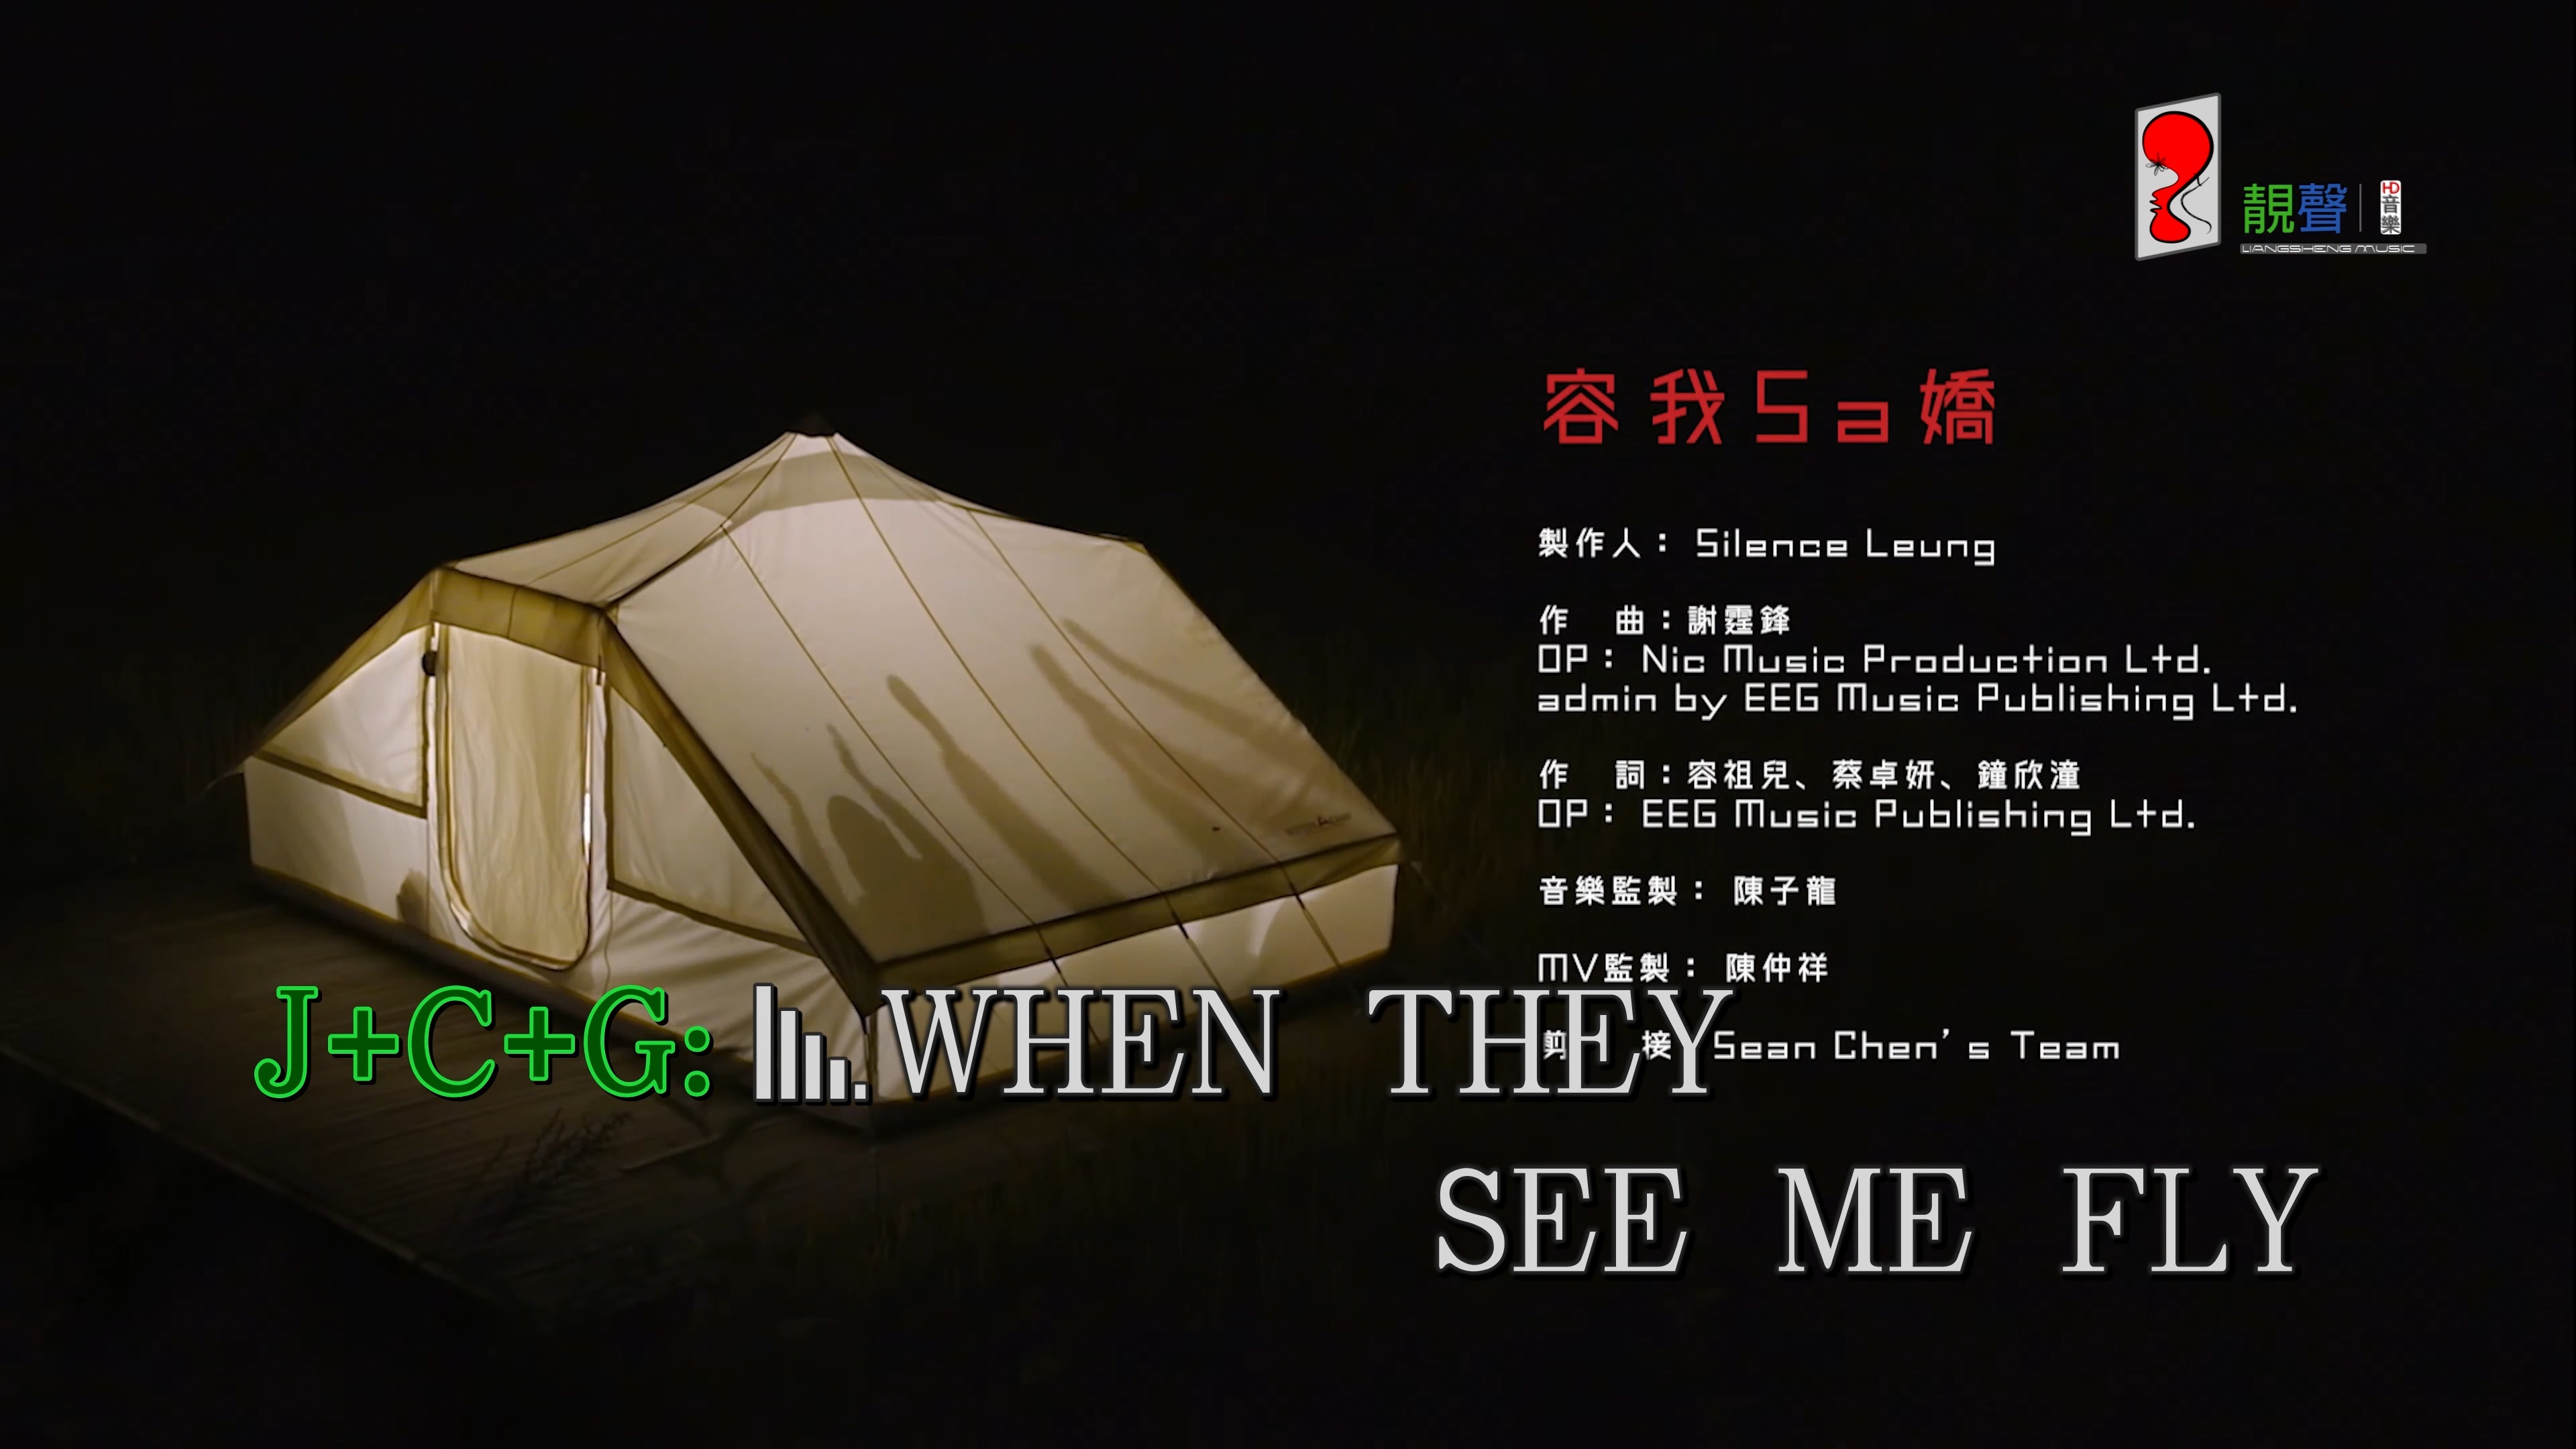 靚聲
HD
音樂
LIANGSHENG MUSIC
容我Sa嬌
製作人： Silence Leung
作 曲：謝霆鋒
OP： Nic Music Production Ltd.
admin by EEG Music Publishing Ltd.
作 詞：容祖兒、蔡卓妍、鐘欣潼
OP： EEG Music Publishing Ltd.
音樂監製： 陳子龍
MV監製： 陳仲祥
剪 接 Sean Chen's Team
J+C+G: WHEN THEY
SEE ME FLY